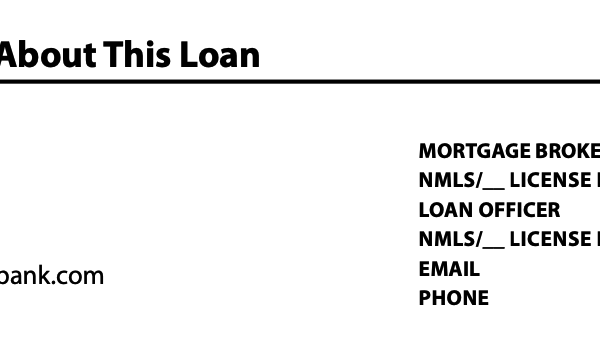 About This Loan
MORTGAGE BROKE
NMLS/__ LICENSE
LOAN OFFICER
NMLS/__ LICENSE
bank.com
EMAIL
PHONE